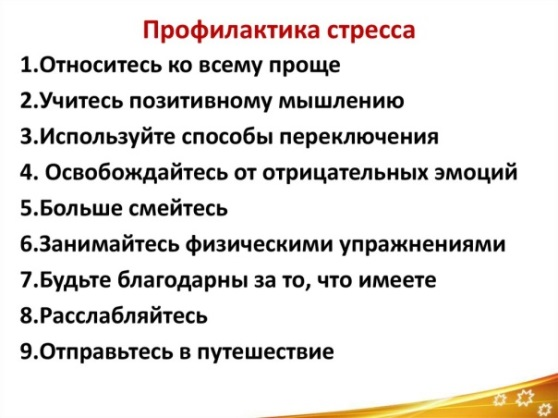 Профилактика стресса
1.Относитесь ко всему проще
2.Учитесь позитивному мышлению
3.Используйте способы переключения
4. Освобождайтесь от отрицательных эмоций
5.Больше смейтесь
6.Занимайтесь физическими упражнениями
7.Будьте благодарны за то, что имеете
8.Расслабляйтесь
9.Отправьтесь в путешествие